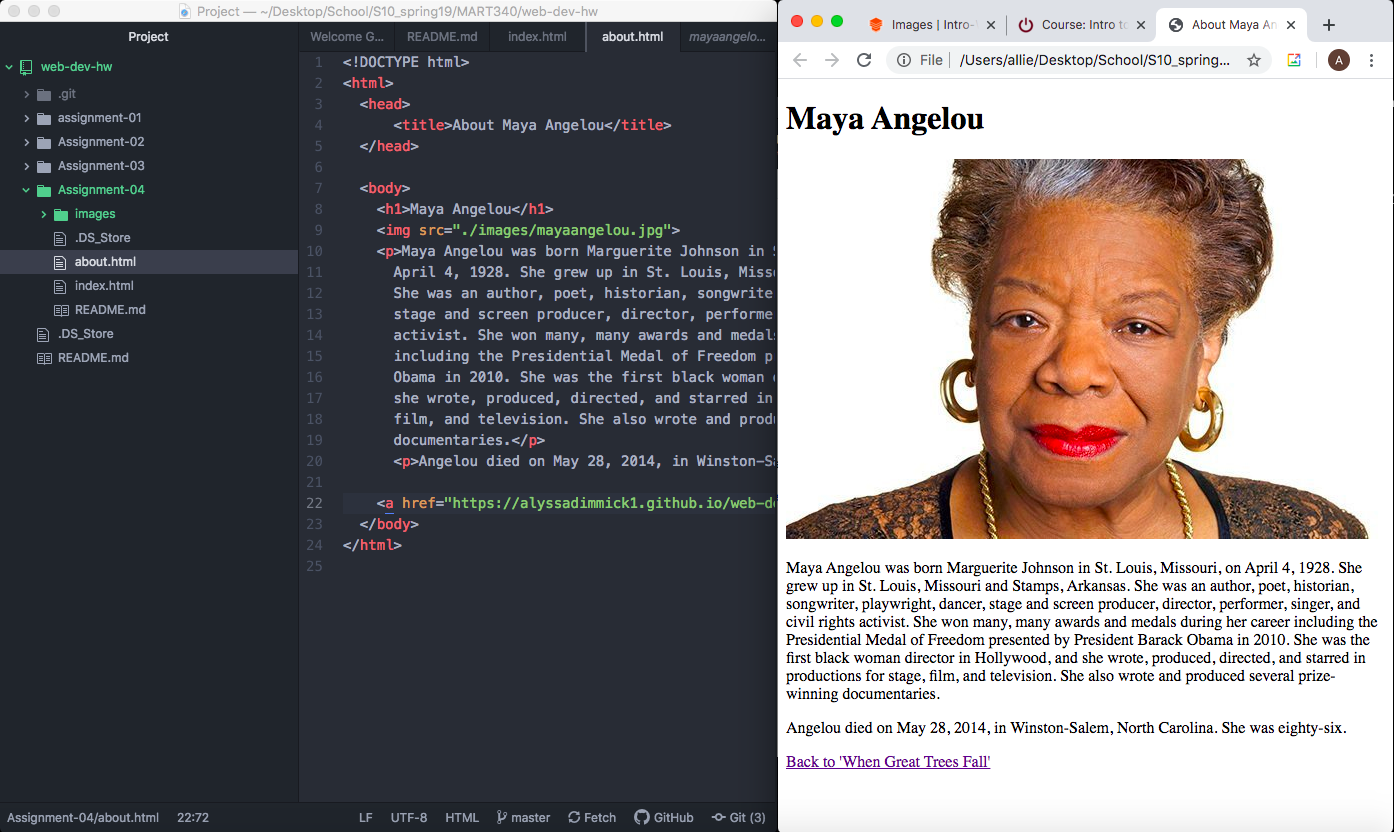 Project — ~/Desktop/School/S10_spring19/MART340/web-dev-hw
Project
web-dev-hw
.git
assignment-01
Assignment-02
Assignment-03
Assignment-04
images
.DS_Store
about.html
index.html
README.md
.DS_Store
README.md
Welcome G... README.md index.html about.html mayaangelo...
1 <!DOCTYPE html>
2 <html>
3 <head>
4 <title>About Maya Angelou</title>
5 </head>
6
7 <body>
8 <h1>Maya Angelou</h1>
9 <img src="./images/mayaangelou.jpg">
10 <p>Maya Angelou was born Marguerite Johnson in
11 April 4, 1928. She grew up in St. Louis, Misso
12 She was an author, poet, historian, songwrite
13 stage and screen producer, director, performe
14 activist. She won many, many awards and medals
15 including the Presidential Medal of Freedom p
16 Obama in 2010. She was the first black woman
17 she wrote, produced, directed, and starred in
18 film, and television. She also wrote and prod
19 documentaries.</p>
20 <p>Angelou died on May 28, 2014, in Winston-Sa
21
22 <a href="https://alyssadimmick1.github.io/web-de
23 </body>
24 </html>
25
Assignment-04/about.html 22:72 LF UTF-8 HTML master Fetch GitHub Git (3)
Images | Intro- Course: Intro to About Maya An
File /Users/allie/Desktop/School/S10_spring... A
Maya Angelou
Maya Angelou was born Marguerite Johnson in St. Louis, Missouri, on April 4, 1928. She
grew up in St. Louis, Missouri and Stamps, Arkansas. She was an author, poet, historian,
songwriter, playwright, dancer, stage and screen producer, director, performer, singer, and
civil rights activist. She won many, many awards and medals during her career including the
Presidential Medal of Freedom presented by President Barack Obama in 2010. She was the
first black woman director in Hollywood, and she wrote, produced, directed, and starred in
productions for stage, film, and television. She also wrote and produced several prize-
winning documentaries.
Angelou died on May 28, 2014, in Winston-Salem, North Carolina. She was eighty-six.
Back to 'When Great Trees Fall'